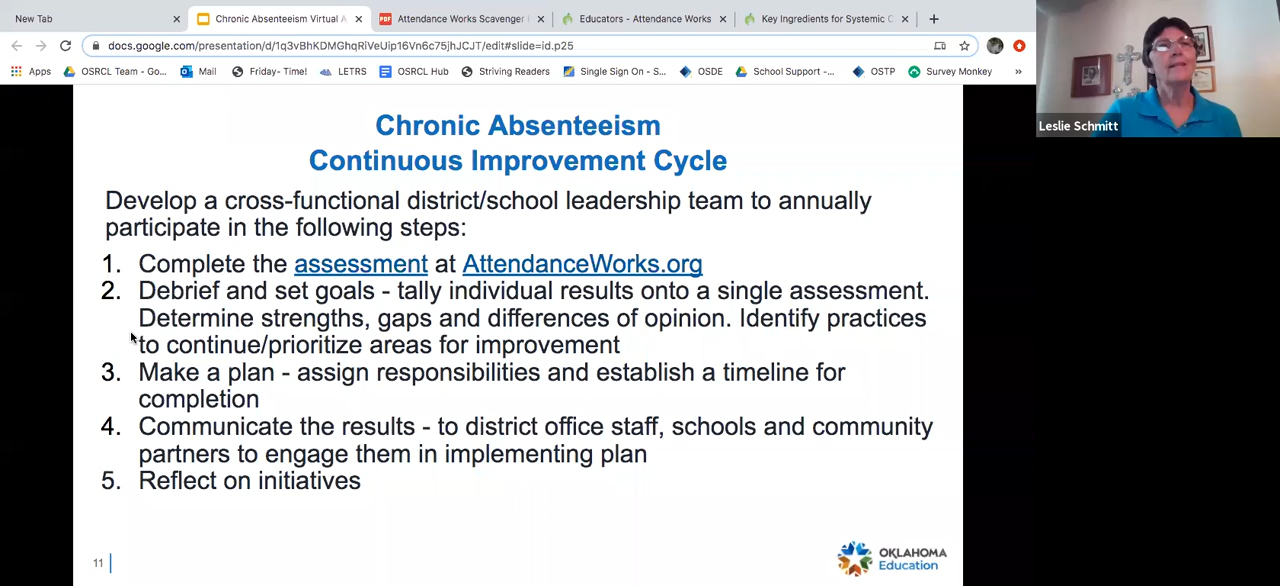 New Tab
Chronic Absenteeism Virtual A
PDF
Attendance Works Scavenger
Educators - Attendance Works
Key Ingredients for Systemic C
docs.google.com/presentation/d/1q3vBhKDMGhqRiVeUip16Vn6c75jhJCJT/edit#slide=id.p25
Apps
OSRCL Team - Go...
Mail
Friday- Time!
LETRS
OSRCL Hub
Striving Readers
Single Sign On - S...
OSDE
School Support -...
OSTP
Survey Monkey
»
Leslie Schmitt
Chronic Absenteeism
Continuous Improvement Cycle
Develop a cross-functional district/school leadership team to annually
participate in the following steps:
1. Complete the assessment at AttendanceWorks.org
2. Debrief and set goals - tally individual results onto a single assessment.
Determine strengths, gaps and differences of opinion. Identify practices
to continue/prioritize areas for improvement
3. Make a plan - assign responsibilities and establish a timeline for
completion
4. Communicate the results - to district office staff, schools and community
partners to engage them in implementing plan
5. Reflect on initiatives
11
OKLAHOMA
Education